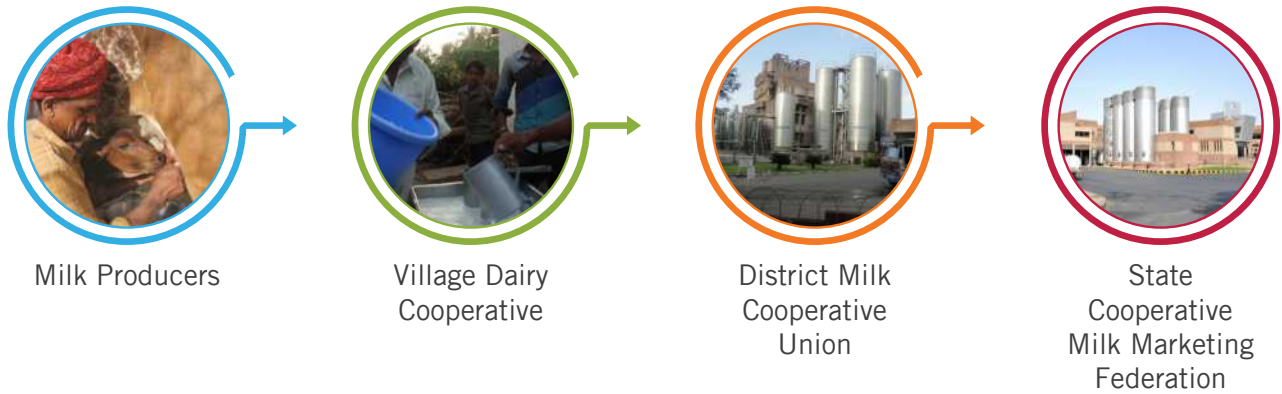 Milk Producers
Village Dairy
Cooperative
District Milk
Cooperative
Union
State
Cooperative
Milk Marketing
Federation